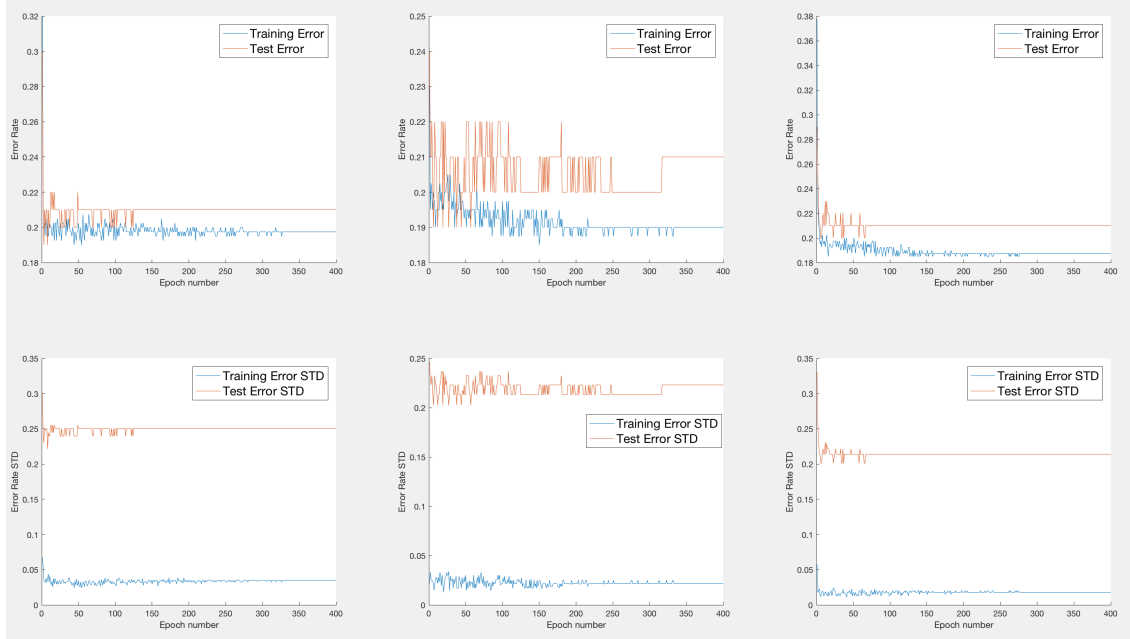 0.32
0.3
0.28
0.26
0.24
0.22
0.2
0.18
Error Rate
0 50 100 150 200 250 300 350 400
Epoch number
Training Error
Test Error
0.25
0.24
0.23
0.22
0.21
0.2
0.19
0.18
Error Rate
0 50 100 150 200 250 300 350 400
Epoch number
Training Error
Test Error
0.38
0.36
0.34
0.32
0.3
0.28
0.26
0.24
0.22
0.2
0.18
Error Rate
0 50 100 150 200 250 300 350 400
Epoch number
Training Error
Test Error
0.35
0.3
0.25
0.2
0.15
0.1
0.05
0
Error Rate STD
0 50 100 150 200 250 300 350 400
Epoch number
Training Error STD
Test Error STD
0.25
0.2
0.15
0.1
0.05
0
Error Rate STD
0 50 100 150 200 250 300 350 400
Epoch number
Training Error STD
Test Error STD
0.35
0.3
0.25
0.2
0.15
0.1
0.05
0
Error Rate STD
0 50 100 150 200 250 300 350 400
Epoch number
Training Error STD
Test Error STD